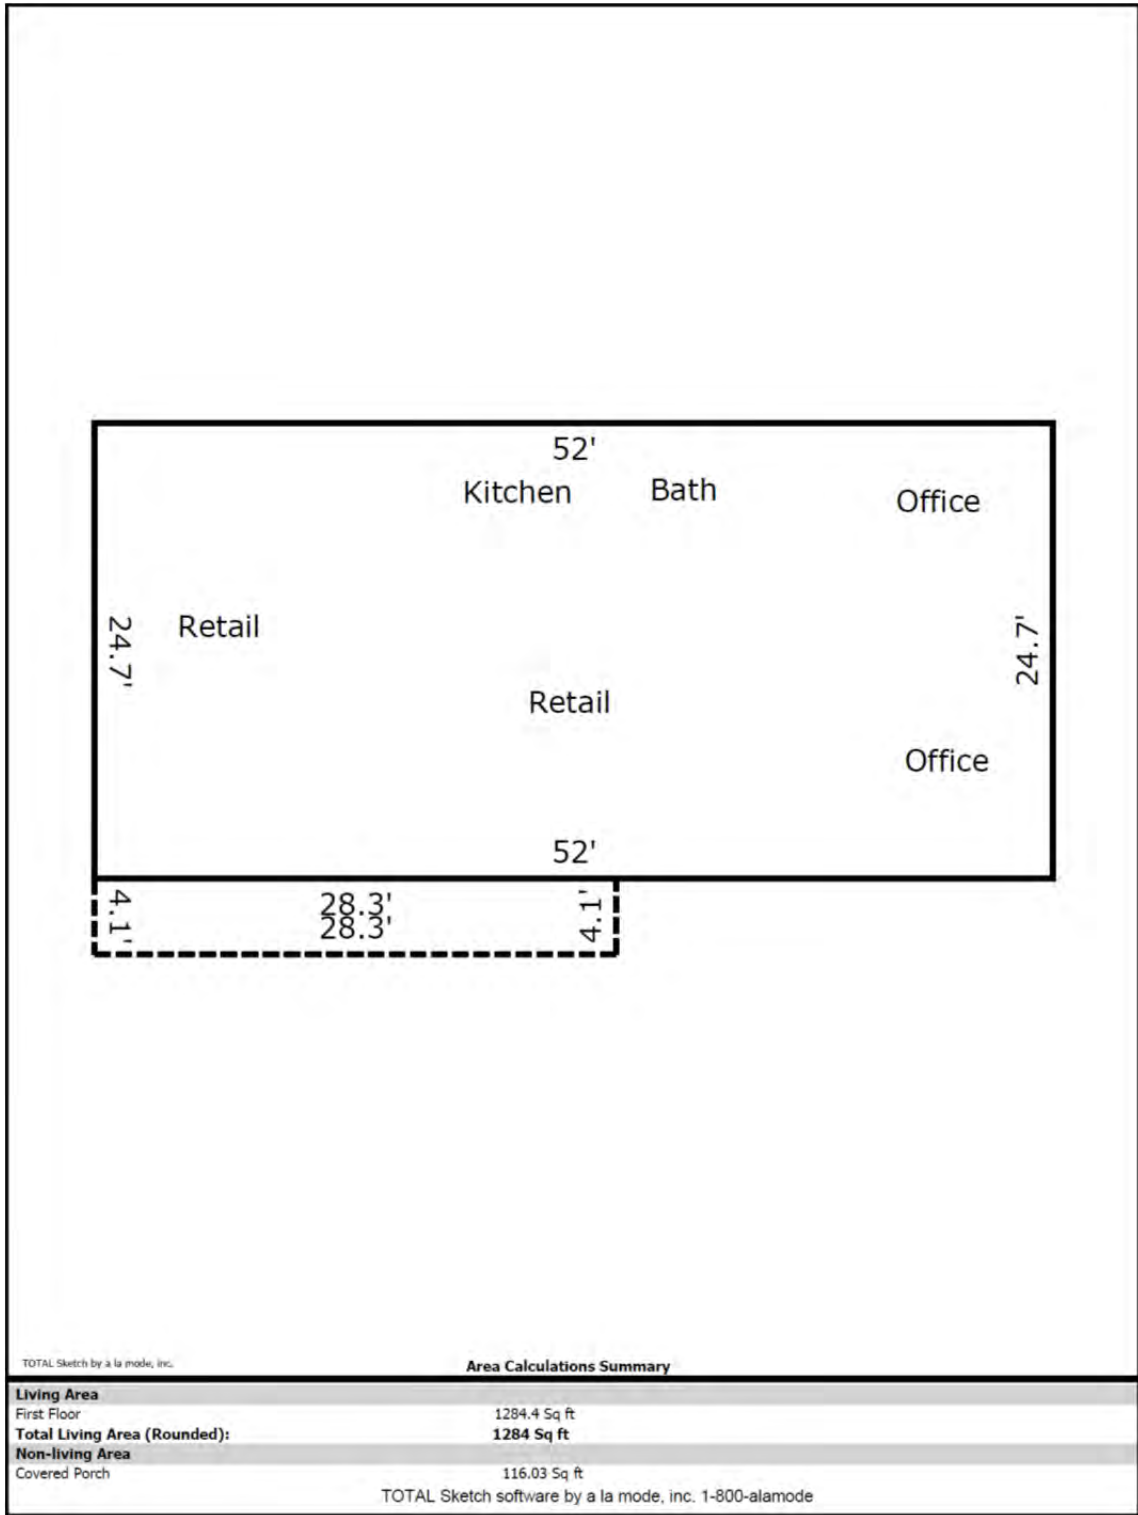 52'
Kitchen Bath Office
24.7' Retail 24.7'
Retail
Office
52'
4.1' 28.3' 4.1'
28.3'
TOTAL Sketch by a la mode, inc. Area Calculations Summary
Living Area
First Floor 1284.4 Sq ft
Total Living Area (Rounded): 1284 Sq ft
Non-living Area
Covered Porch 116.03 Sq ft
TOTAL Sketch software by a la mode, inc. 1-800-alamode